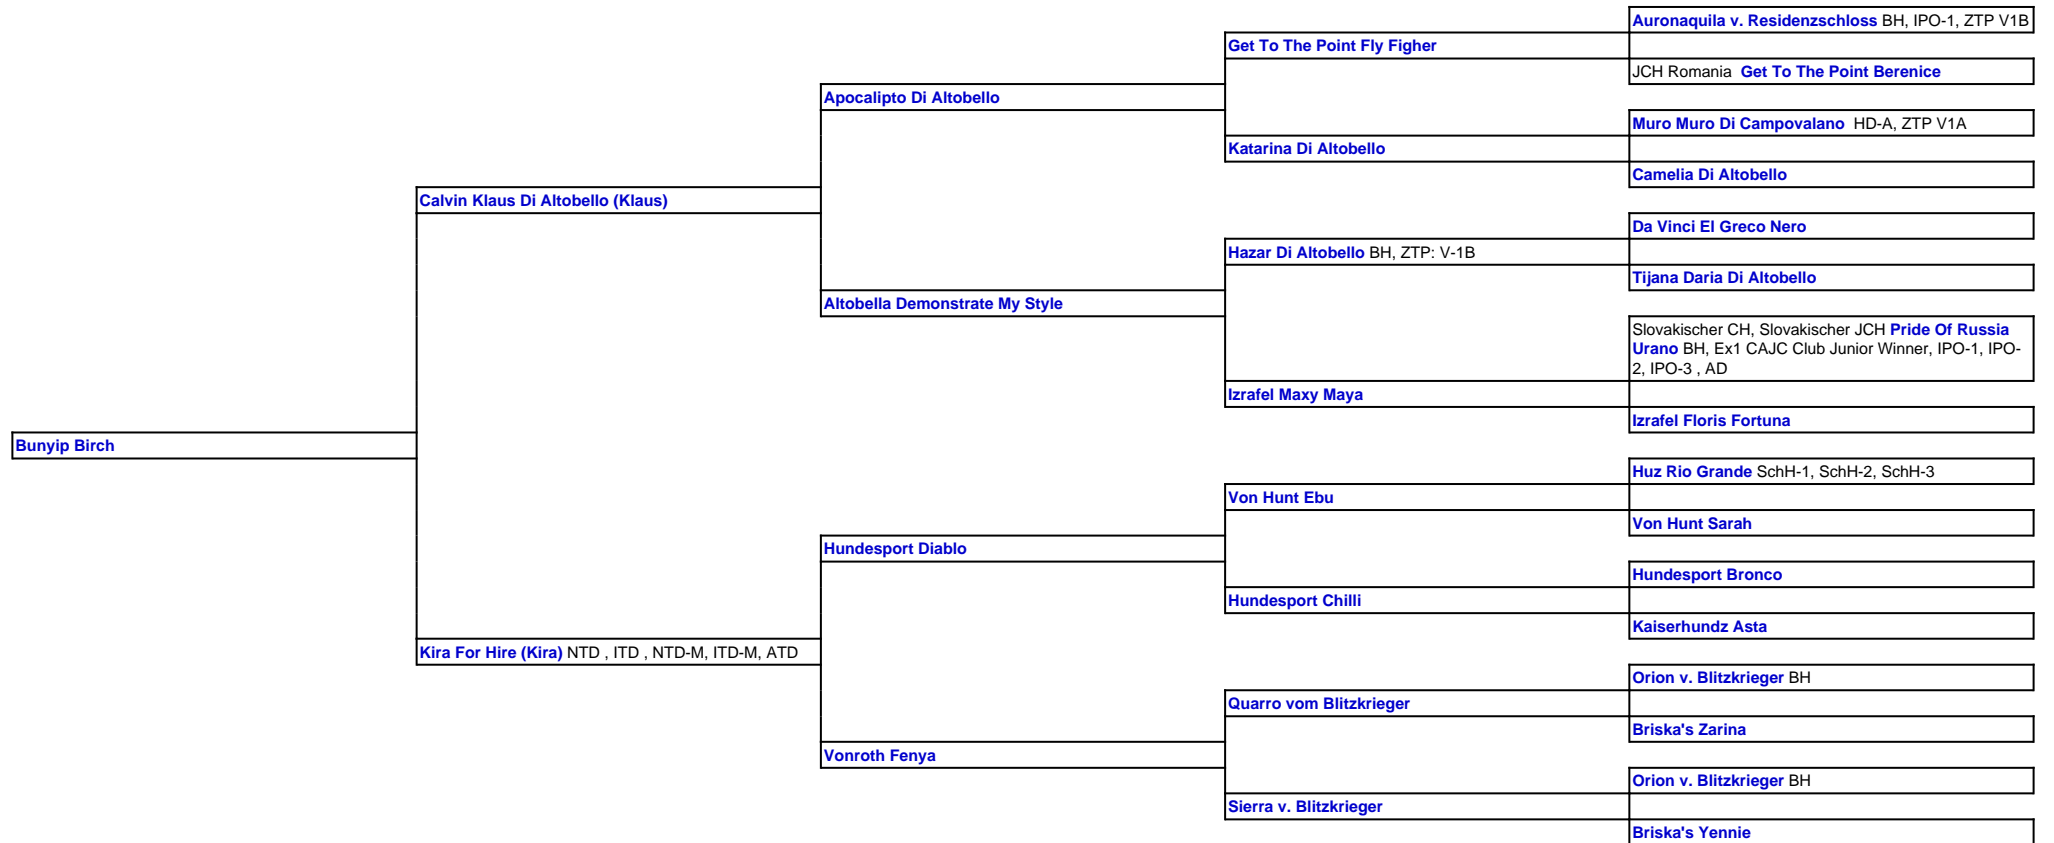 Auronaquila v. Residenzschloss BH, IPO-1, ZTP V1B
Get To The Point Fly Figher
JCH Romania Get To The Point Berenice
Apocalipto Di Altobello
Muro Muro Di Campovalano HD-A, ZTP V1A
Katarina Di Altobello
Camelia Di Altobello
Calvin Klaus Di Altobello (Klaus)
Da Vinci El Greco Nero
Hazar Di Altobello BH, ZTP: V-1B
Tijana Daria Di Altobello
Altobella Demonstrate My Style
Slovakischer CH, Slovakischer JCH Pride Of Russia
Urano BH, Ex1 CAJC Club Junior Winner, IPO-1, IPO-
2, IPO-3 , AD
Izrafel Maxy Maya
Izrafel Floris Fortuna
Bunyip Birch
Huz Rio Grande SchH-1, SchH-2, SchH-3
Von Hunt Ebu
Von Hunt Sarah
Hundesport Diablo
Hundesport Bronco
Hundesport Chilli
Kaiserhundz Asta
Kira For Hire (Kira) NTD , ITD , NTD-M, ITD-M, ATD
Orion v. Blitzkrieger BH
Quarro vom Blitzkrieger
Briska's Zarina
Vonroth Fenya
Orion v. Blitzkrieger BH
Sierra v. Blitzkrieger
Briska's Yennie